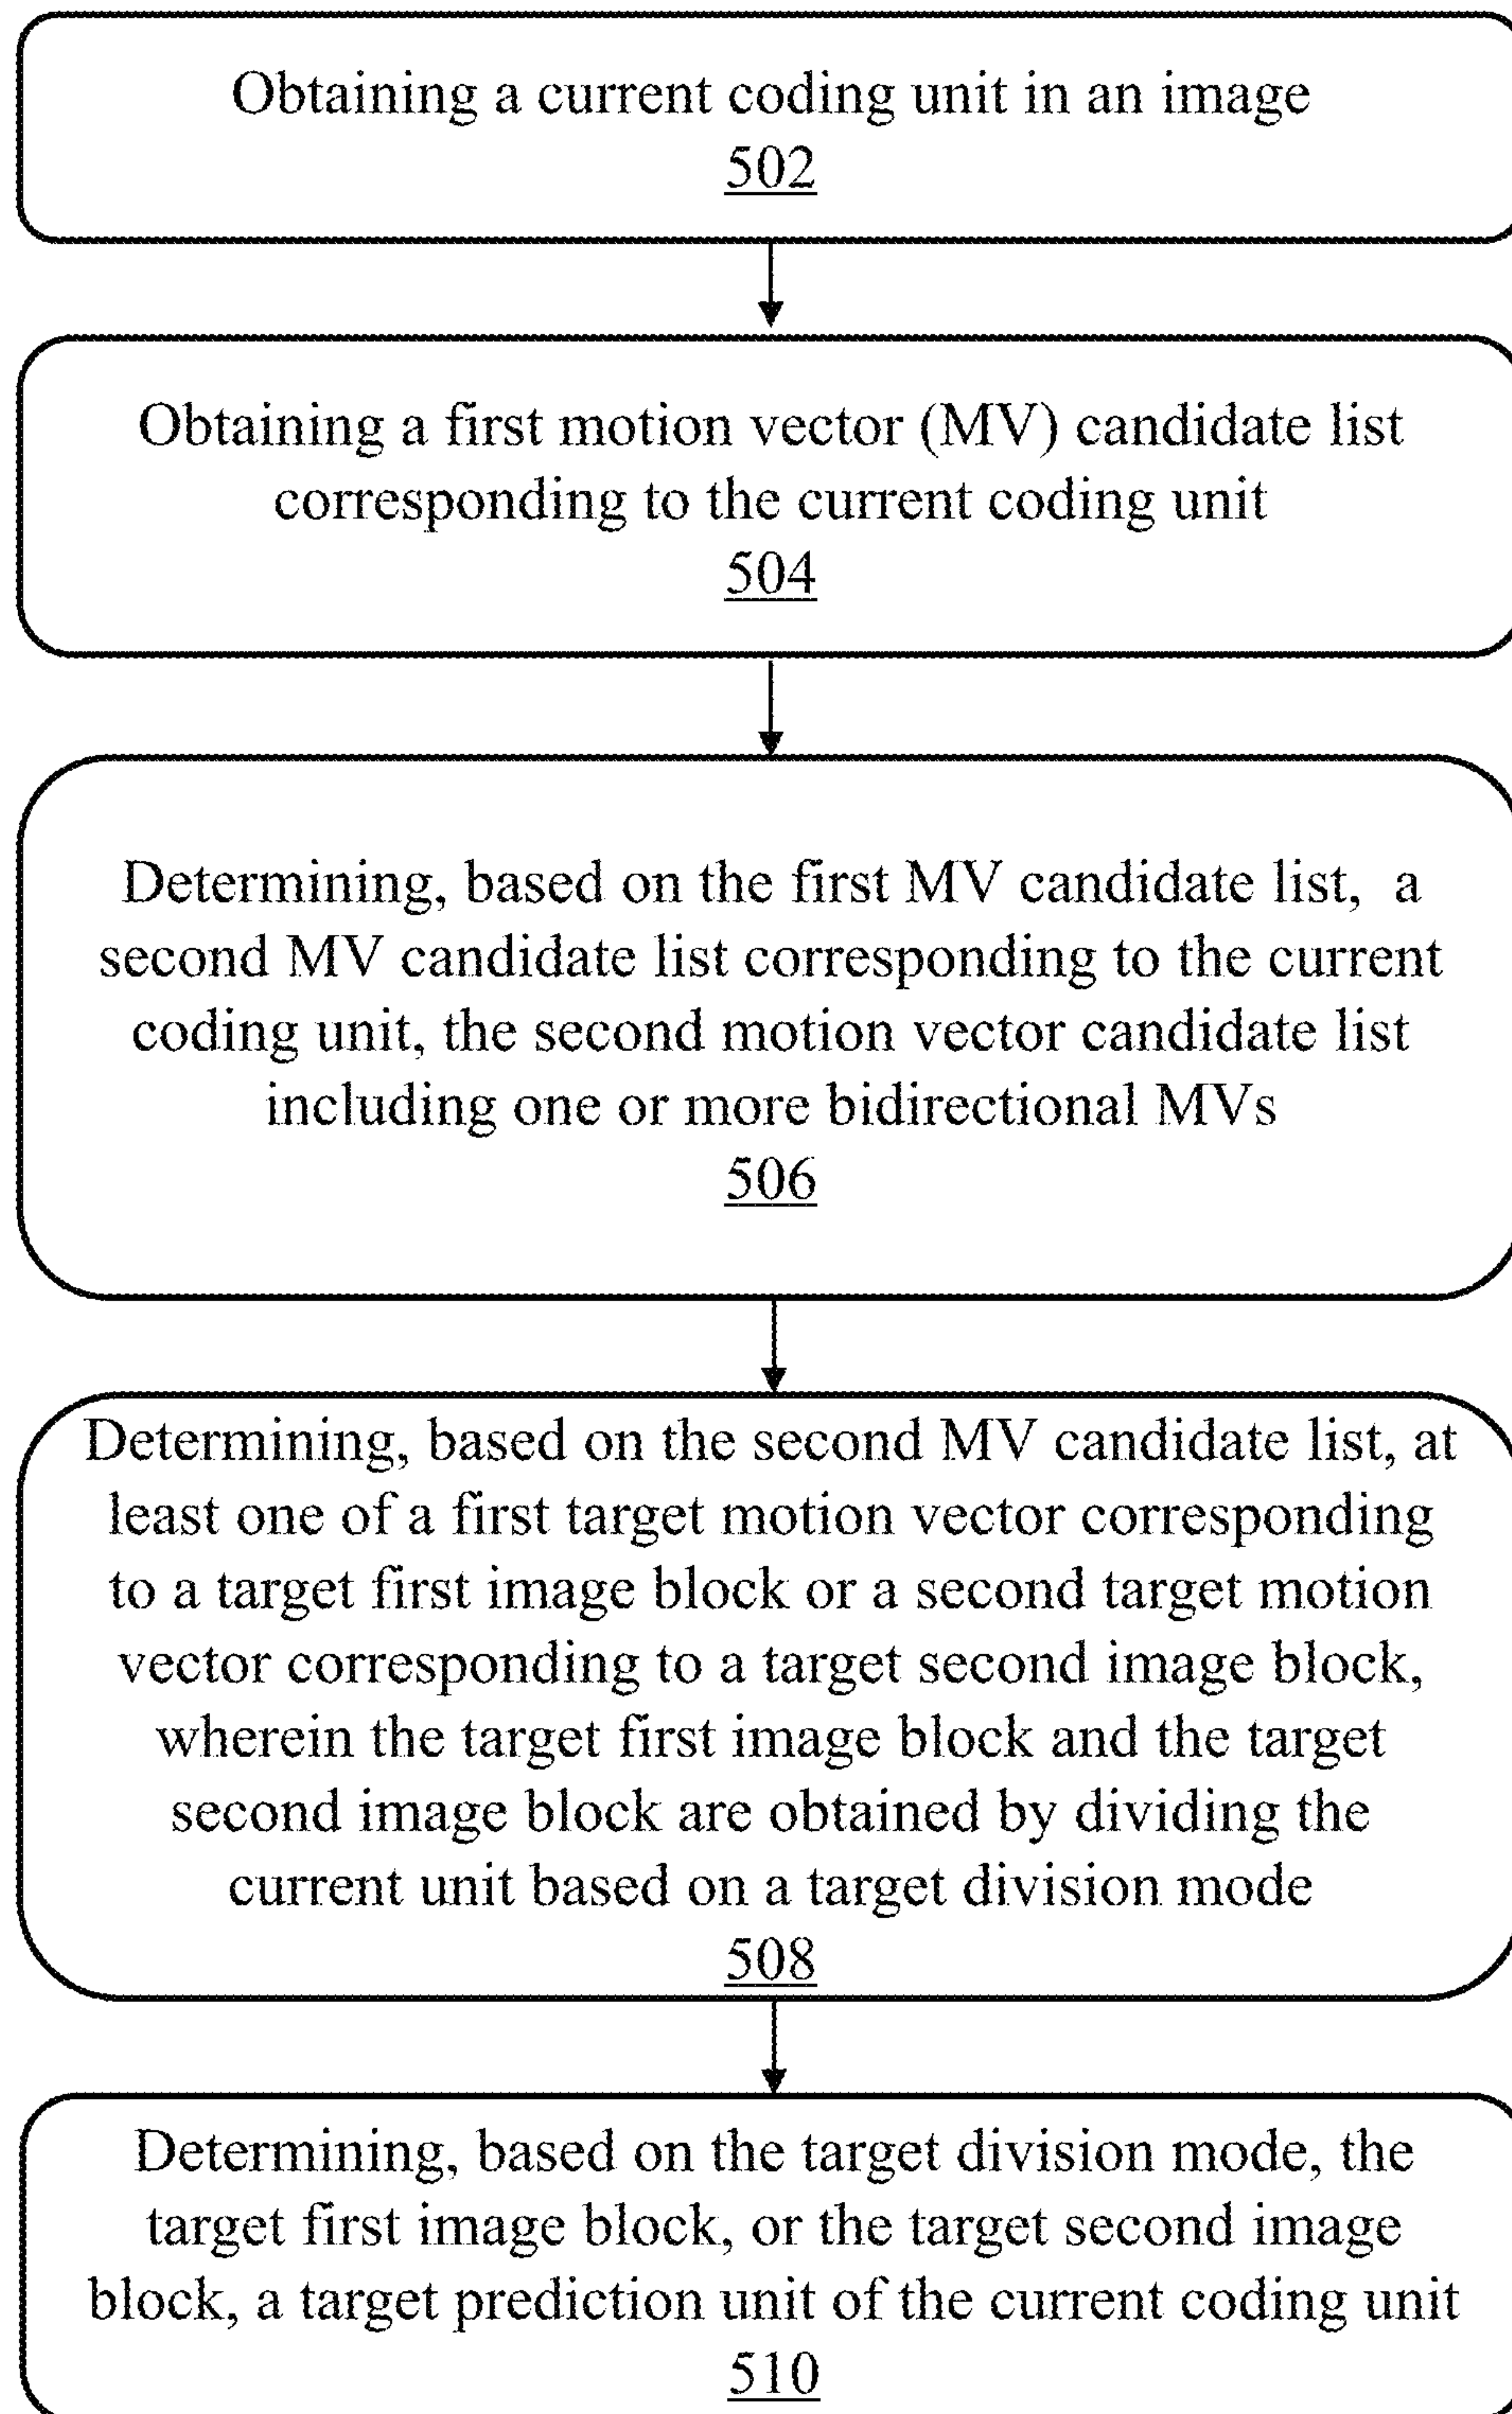 Obtaining a current coding unit in an image
502
Obtaining a first motion vector (MV) candidate list
corresponding to the current coding unit
504
Determining, based on the first MV candidate list, a
second MV candidate list corresponding to the current
coding unit, the second motion vector candidate list
including one or more bidirectional MVs
506
Determining, based on the second MV candidate list, at
least one of a first target motion vector corresponding
to a target first image block or a second target motion
vector corresponding to a target second image block,
wherein the target first image block and the target
second image block are obtained by dividing the
current unit based on a target division mode
508
Determining, based on the target division mode, the
target first image block, or the target second image
block, a target prediction unit of the current coding unit
510